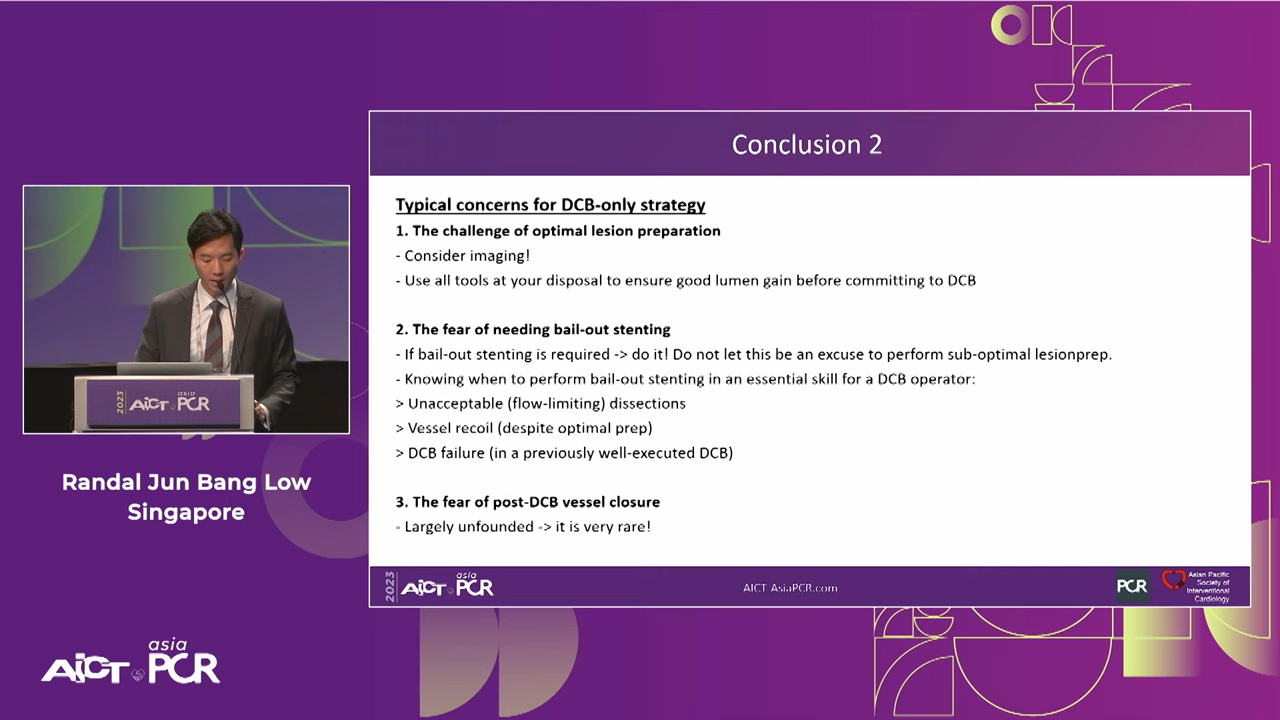 Conclusion 2
Typical concerns for DCB-only strategy
1. The challenge of optimal lesion preparation
- Consider imaging!
- Use all tools at your disposal to ensure good lumen gain before committing to DCB
2. The fear of needing bail-out stenting
- If bail-out stenting is required -> do it! Do not let this be an excuse to perform sub-optimal lesionprep.
- Knowing when to perform bail-out stenting in an essential skill for a DCB operator:
> Unacceptable (flow-limiting) dissections
> Vessel recoil (despite optimal prep)
> DCB failure (in a previously well-executed DCB)
3. The fear of post-DCB vessel closure
- Largely unfounded -> it is very rare!
2023 AICT asia PCR
AICT AsiaPCR.com
PCR
Asian Pacific
Society of
Interventional
Cardiology
2023 AICT asia PCR
Randal Jun Bang Low
Singapore
AICT asia PCR